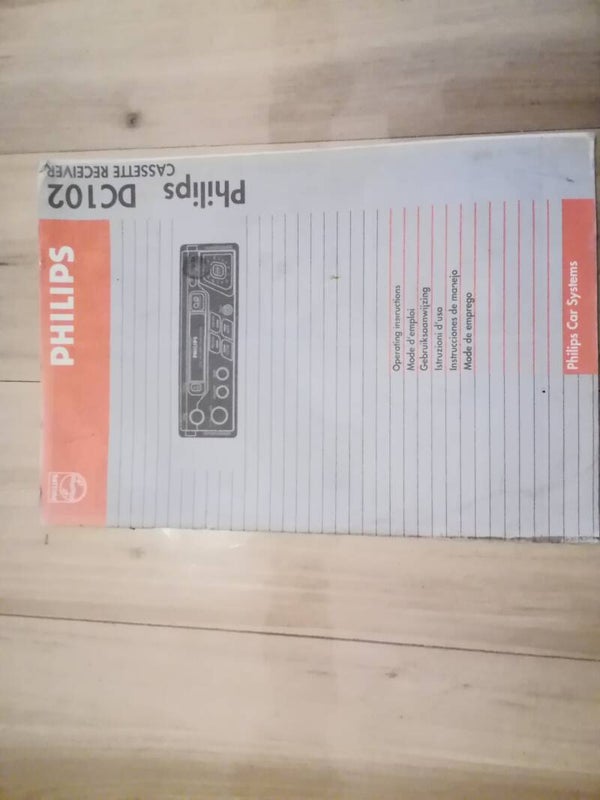 PHILIPS
PHILIPS
Philips DC102
CASSETTE RECEIVER
PHILIPS
Operating instructions
Mode d'emploi
Gebruiksaanwijzing
Istruzioni d'uso
Instrucciones de manejo
Modo de emprego
Philips Car Systems